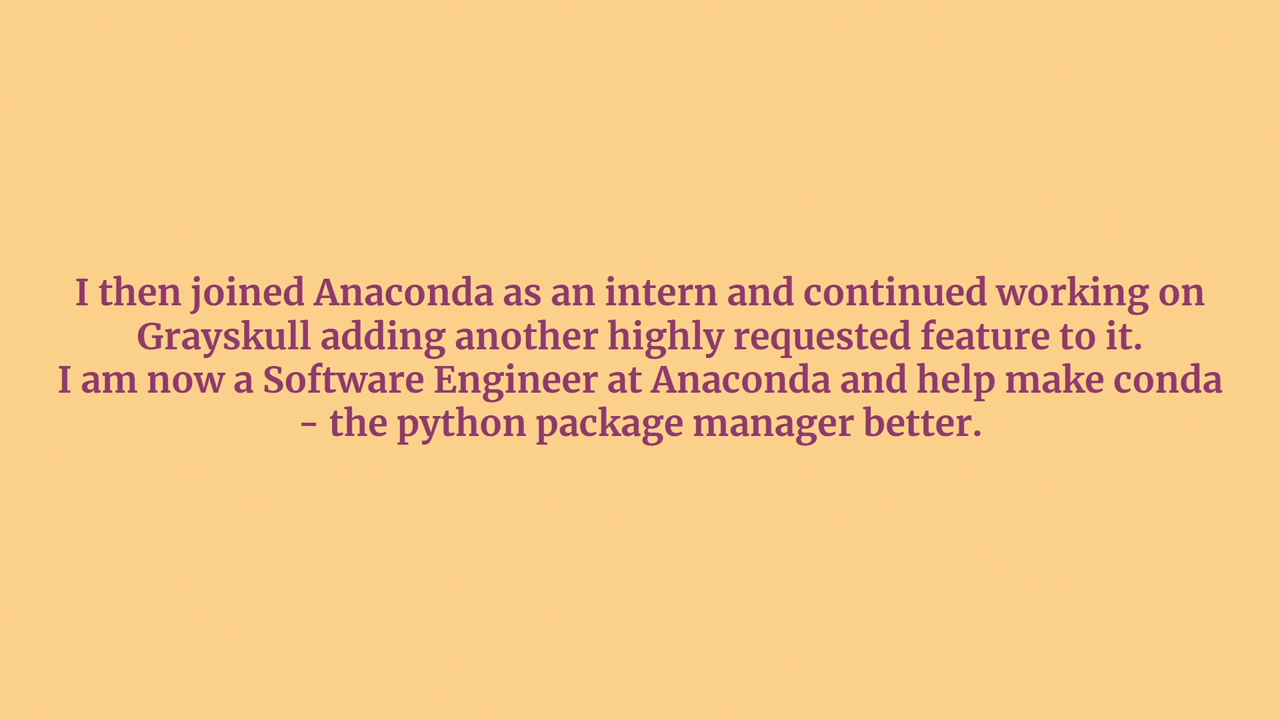 I then joined Anaconda as an intern and continued working on
Grayskull adding another highly requested feature to it.
I am now a Software Engineer at Anaconda and help make conda
- the python package manager better.